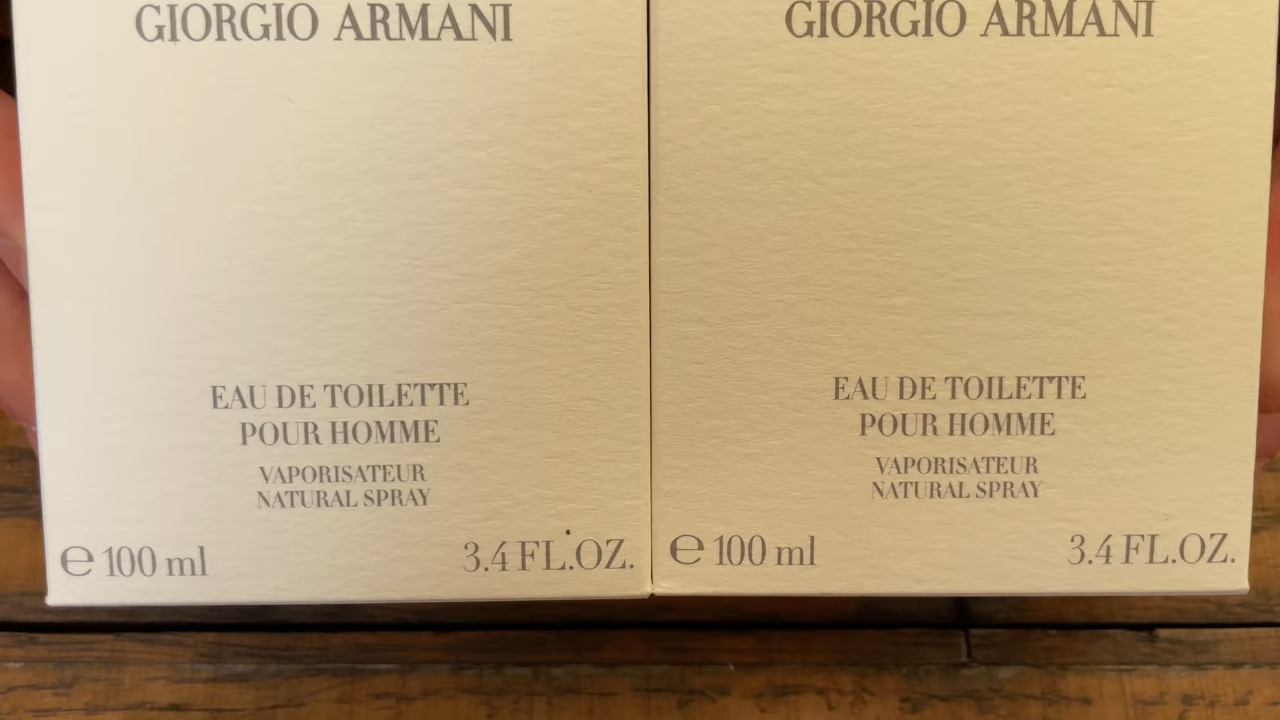 GIORGIO ARMANI
EAU DE TOILETTE
POUR HOMME
VAPORISATEUR
NATURAL SPRAY
e 100 ml 3.4 FL.OZ.
GIORGIO ARMANI
EAU DE TOILETTE
POUR HOMME
VAPORISATEUR
NATURAL SPRAY
e 100 ml 3.4 FL.OZ.